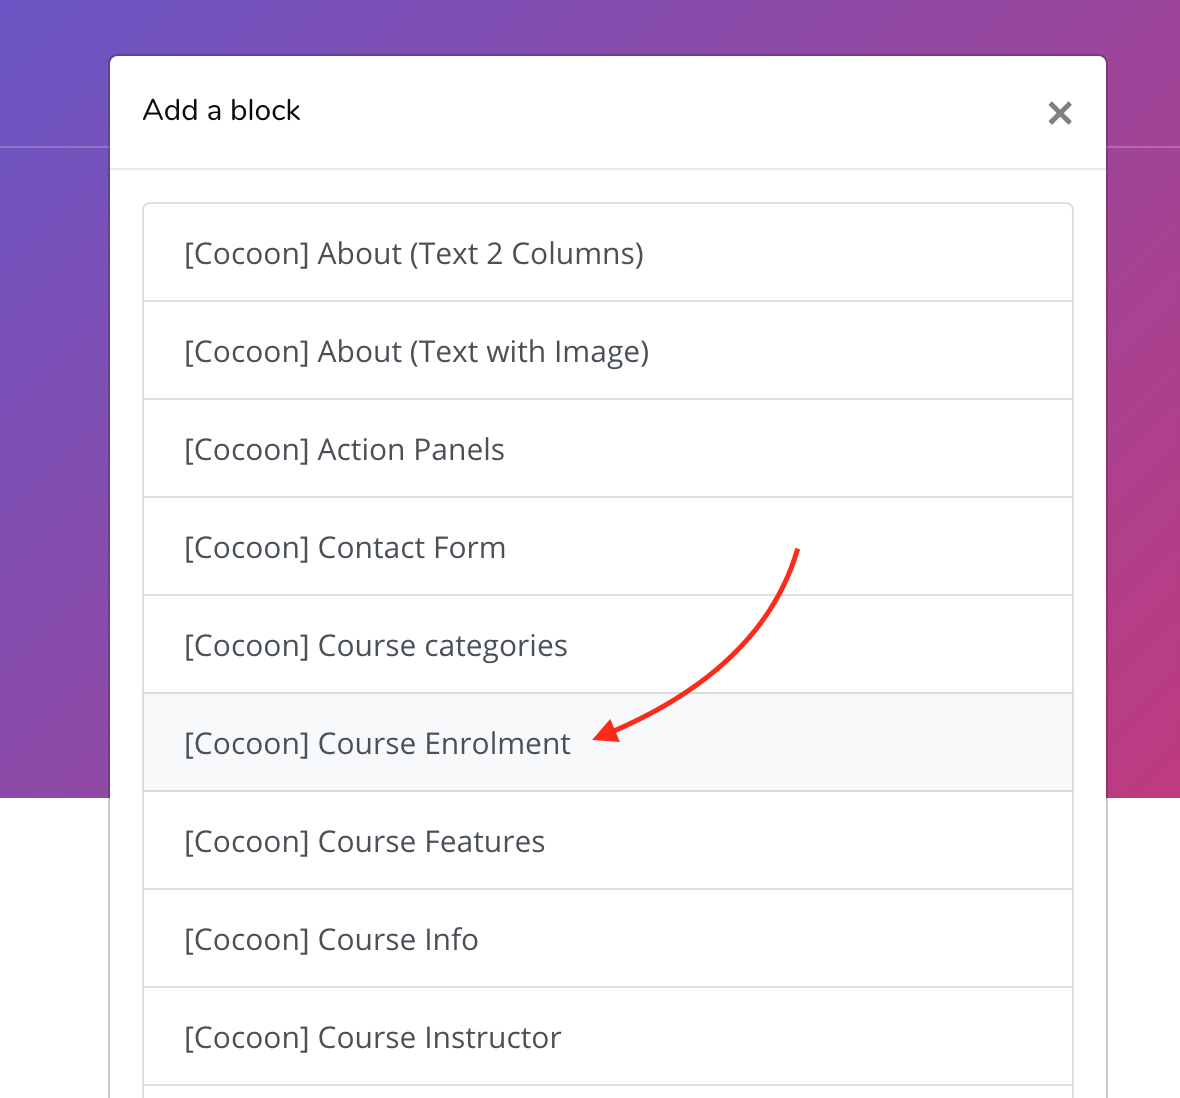 Add a block
[Cocoon] About (Text 2 Columns)
[Cocoon] About (Text with Image)
[Cocoon] Action Panels
[Cocoon] Contact Form
[Cocoon] Course categories
[Cocoon] Course Enrolment
[Cocoon] Course Features
[Cocoon] Course Info
[Cocoon] Course Instructor